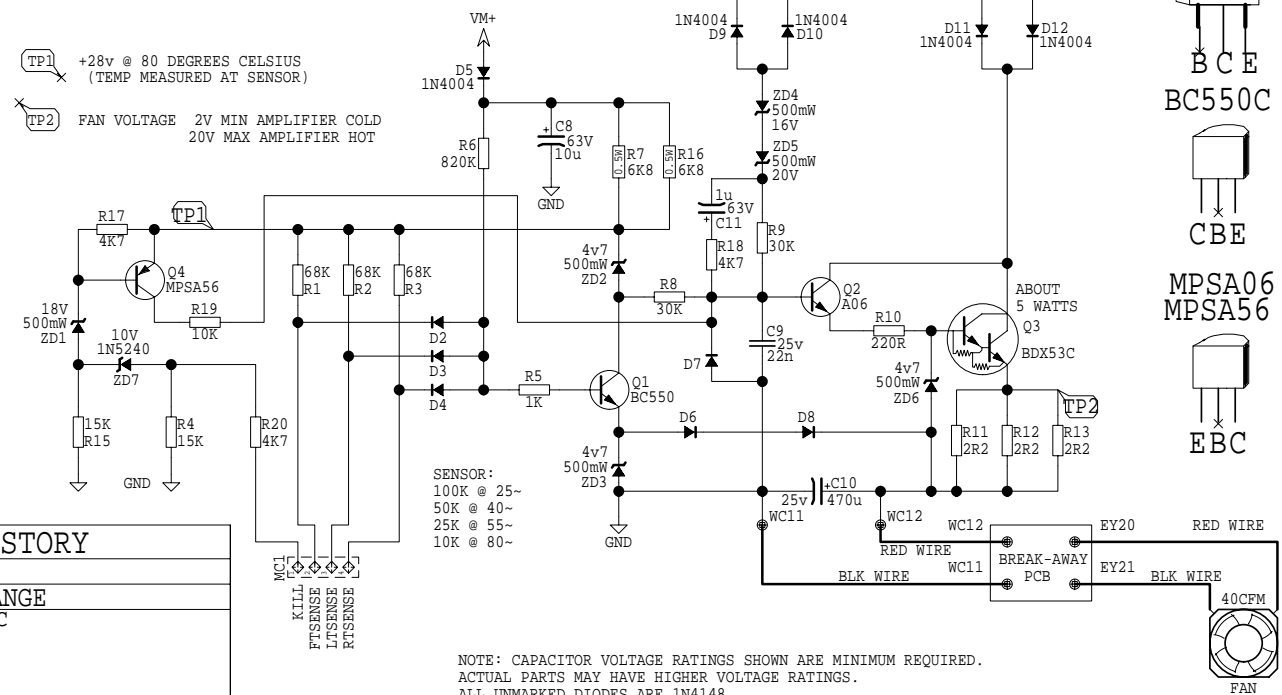 VM+
1N4004
D9
1N4004
D10
D11
1N4004
D12
1N4004
B C E
BC550C
CBE
MPSA06
MPSA56
EBC
TP1
+28v @ 80 DEGREES CELSIUS
(TEMP MEASURED AT SENSOR)
TP2
FAN VOLTAGE 2V MIN AMPLIFIER COLD
20V MAX AMPLIFIER HOT
D5
1N4004
R6
820K
+
C8
63V
10u
GND
0.5W
R7
6K8
0.5W
R16
6K8
ZD4
500mW
16V
ZD5
500mW
20V
1u
63V
+
C11
R18
4K7
R9
30K
R17
4K7
TP1
Q4
MPSA56
R19
10K
18V
500mW
ZD1
10V
1N5240
ZD7
68K
R1
68K
R2
68K
R3
4v7
500mW
ZD2
R8
30K
Q2
A06
ABOUT
5 WATTS
Q3
BDX53C
R10
220R
C9
25v
22n
D7
4v7
500mW
ZD6
D2
D3
D4
R5
1K
Q1
BC550
D6
D8
TP2
R11
2R2
R12
2R2
R13
2R2
15K
R15
R4
15K
R20
4K7
GND
4v7
500mW
ZD3
GND
SENSOR:
100K @ 25~
50K @ 40~
25K @ 55~
10K @ 80~
25v
+
C10
470u
WC11
WC12
RED WIRE
BLK WIRE
WC12
WC11
BREAK-AWAY
PCB
EY20
EY21
RED WIRE
BLK WIRE
40CFM
FAN
MC1
1
2
3
4
KILL
FTSENSE
LTSENSE
RTSENSE
STORY
ANGE
C
NOTE: CAPACITOR VOLTAGE RATINGS SHOWN ARE MINIMUM REQUIRED.
ACTUAL PARTS MAY HAVE HIGHER VOLTAGE RATINGS.
ALL UNMARKED DIODES ARE 1N4148